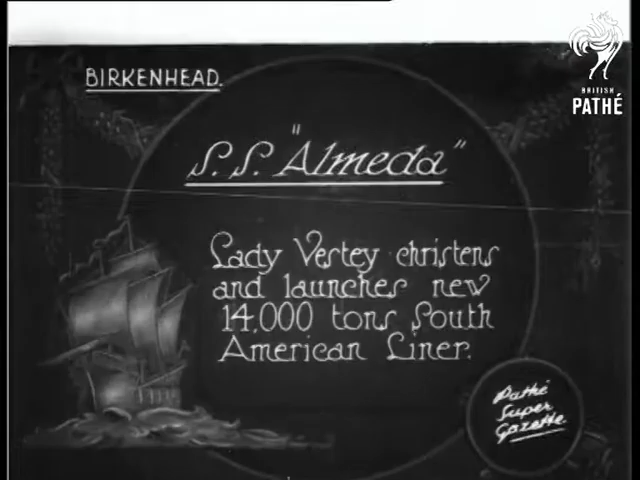 BRITISH
PATHÉ
BIRKENHEAD.
S.S. "Almeda"
Lady Vestey christens
and launches new
14,000 tons South
American Liner.
Pathé
Super
Gazette.